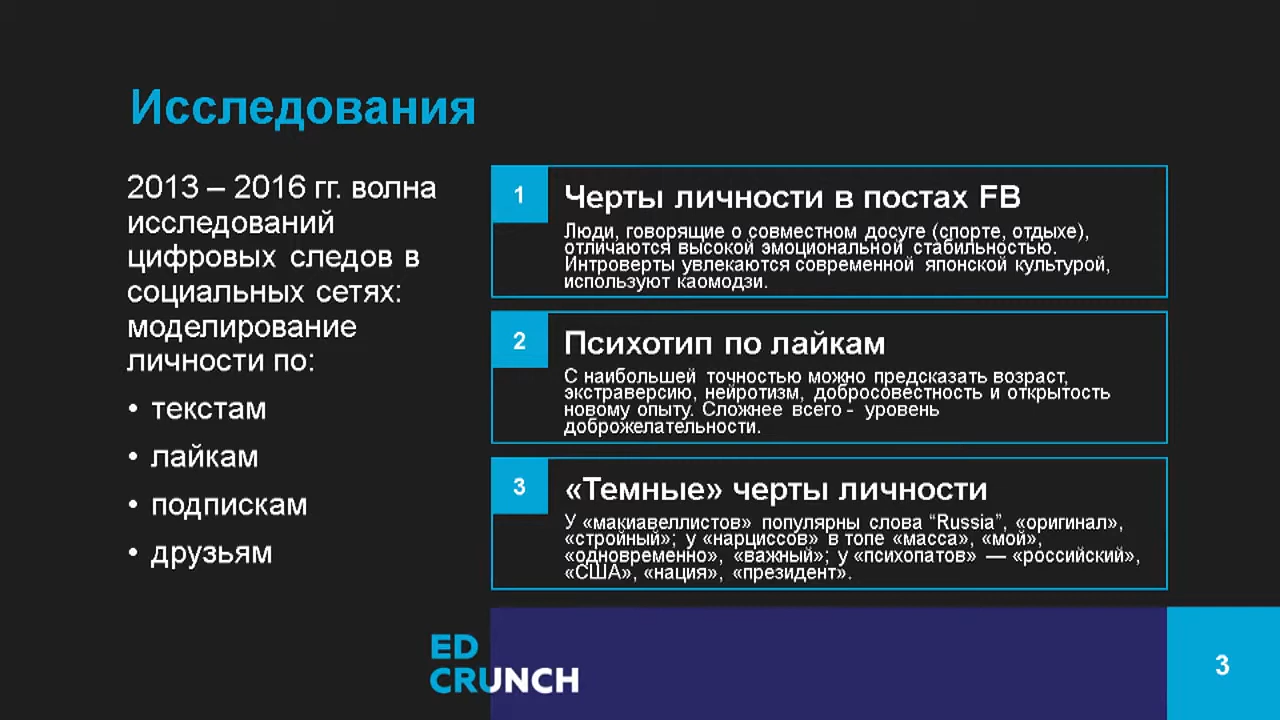 Исследования
2013 – 2016 гг. волна
исследований
цифровых следов в
социальных сетях:
моделирование
личности по:
• текстам
• лайкам
• подпискам
• друзьям
1
Черты личности в постах FB
Люди, говорящие о совместном досуге (спорте, отдыхе),
отличаются высокой эмоциональной стабильностью.
Интроверты увлекаются современной японской культурой,
используют каомодзи.
2
Психотип по лайкам
С наибольшей точностью можно предсказать возраст,
экстраверсию, нейротизм, добросовестность и открытость
новому опыту. Сложнее всего - уровень
доброжелательности.
3
«Темные» черты личности
У «макиавеллистов» популярны слова “Russia”, «оригинал»,
«стройный»; у «нарциссов» в топе «масса», «мой»,
«одновременно», «важный»; у «психопатов» — «российский»,
«США», «нация», «президент».
ED
CRUNCH
3